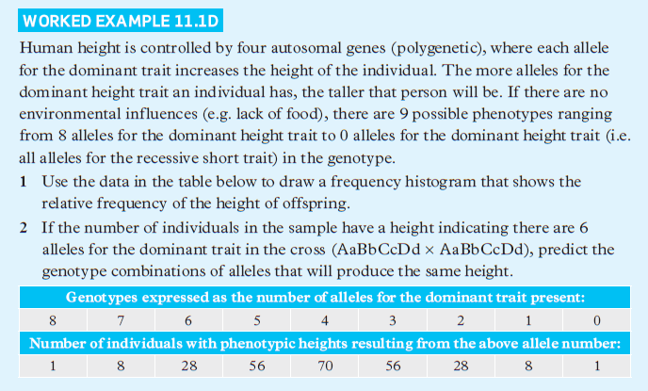 WORKED EXAMPLE 11.1D
Human height is controlled by four autosomal genes (polygenetic), where each allele
for the dominant trait increases the height of the individual. The more alleles for the
dominant height trait an individual has, the taller that person will be. If there are no
environmental influences (e.g. lack of food), there are 9 possible phenotypes ranging
from 8 alleles for the dominant height trait to 0 alleles for the dominant height trait (i.e.
all alleles for the recessive short trait) in the genotype.
1 Use the data in the table below to draw a frequency histogram that shows the
relative frequency of the height of offspring.
2 If the number of individuals in the sample have a height indicating there are 6
alleles for the dominant trait in the cross (AaBbCcDd × AaBbCcDd), predict the
genotype combinations of alleles that will produce the same height.
Genotypes expressed as the number of alleles for the dominant trait present:
8 7 6 5 4 3 2 1 0
Number of individuals with phenotypic heights resulting from the above allele number:
1 8 28 56 70 56 28 8 1